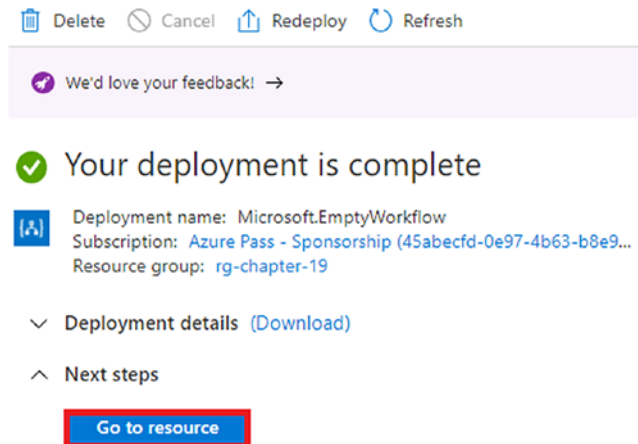 Delete Cancel Redeploy Refresh
We'd love your feedback! →
Your deployment is complete
Deployment name: Microsoft.EmptyWorkflow
Subscription: Azure Pass - Sponsorship (45abecfd-0e97-4b63-b8e9...
Resource group: rg-chapter-19
Deployment details (Download)
Next steps
Go to resource